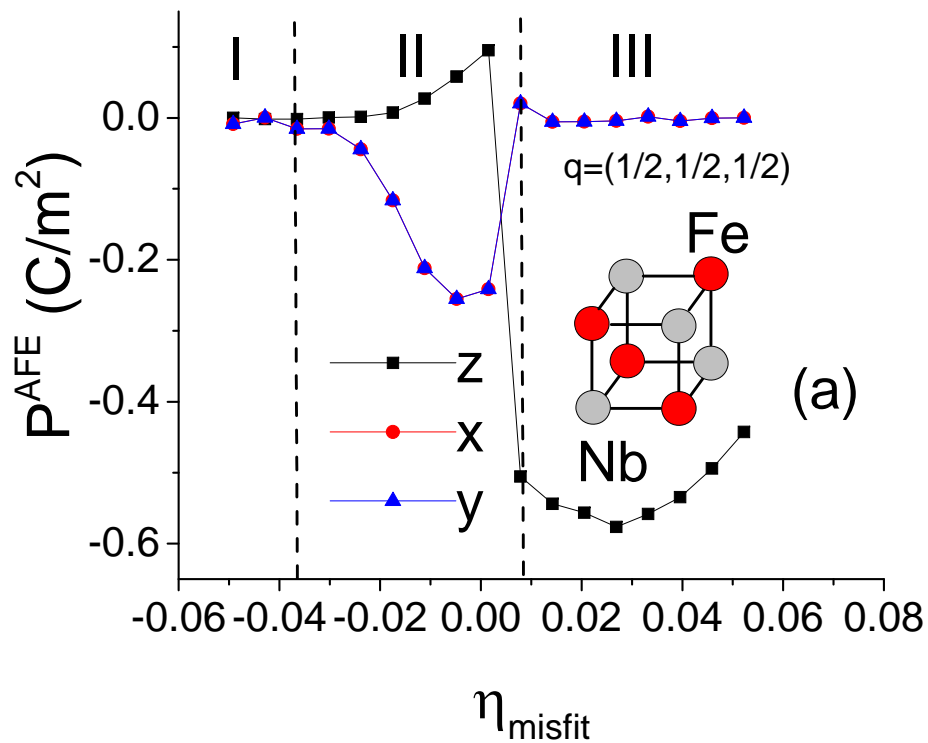 I II III
0.0
-0.2
-0.4
-0.6
P^AFE (C/m^2)
q=(1/2,1/2,1/2)
Fe
Nb
(a)
z
x
y
-0.06 -0.04 -0.02 0.00 0.02 0.04 0.06 0.08
η_misfit